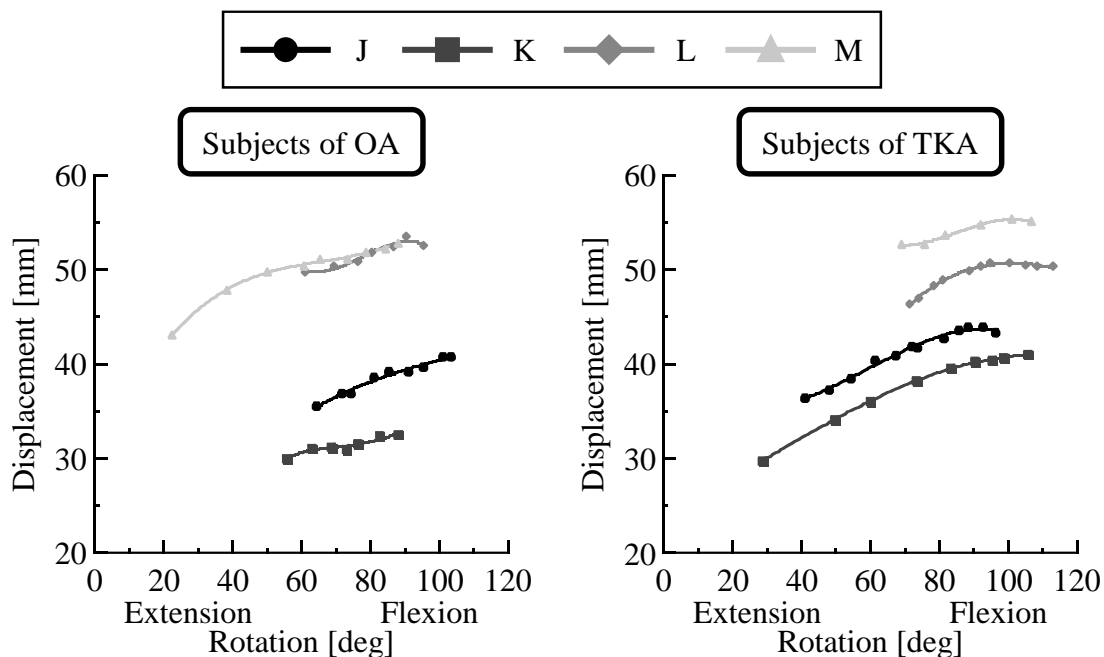 J K L M
Subjects of OA
Subjects of TKA
60
50
40
30
20
Displacement [mm]
0 20 40 60 80 100 120
Extension Flexion
Rotation [deg]
60
50
40
30
20
Displacement [mm]
0 20 40 60 80 100 120
Extension Flexion
Rotation [deg]